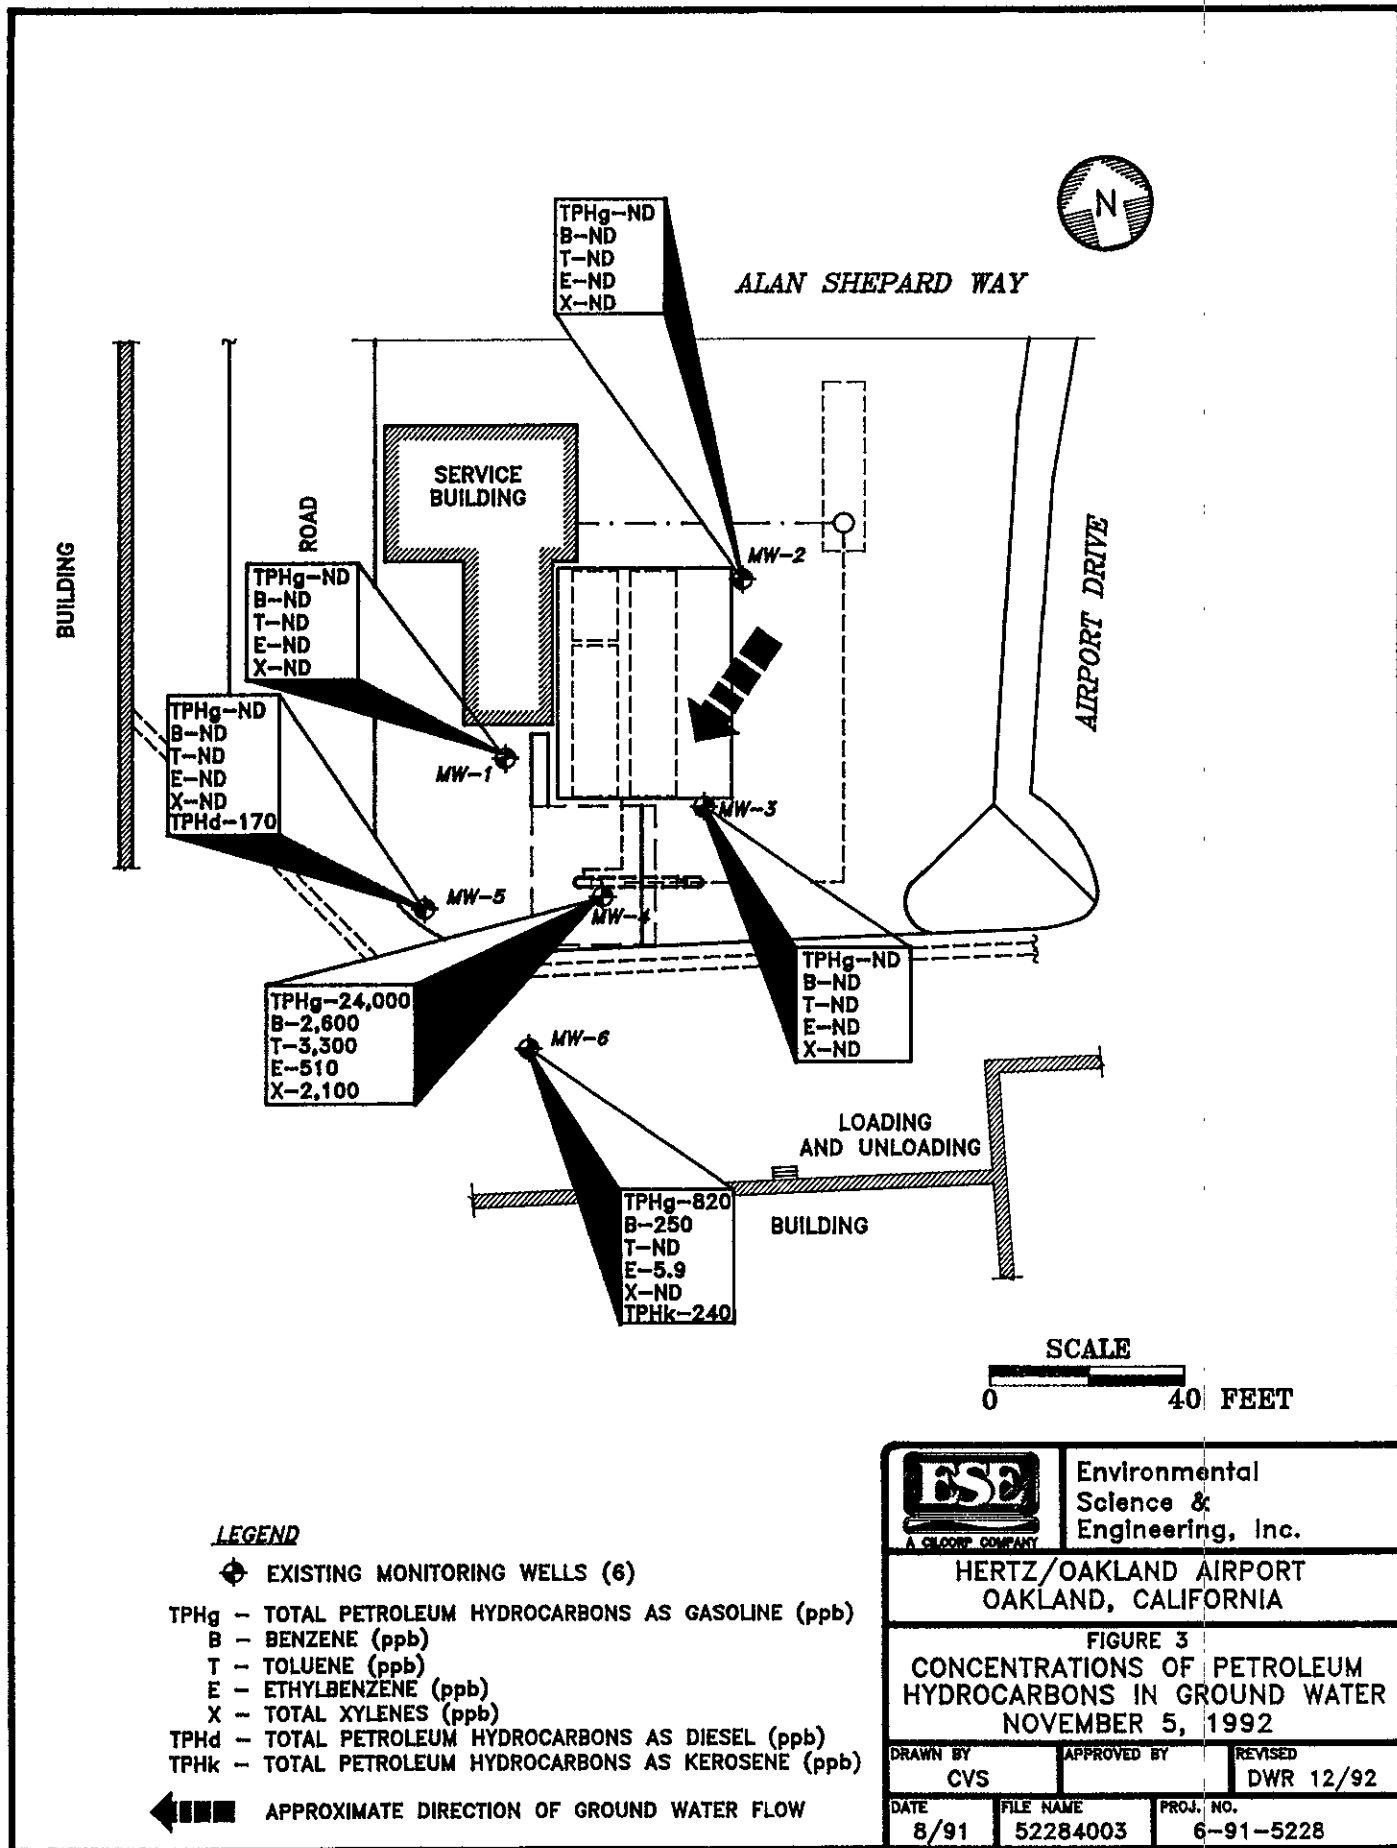 N
TPHg-ND
B-ND
T-ND
E-ND
X-ND
ALAN SHEPARD WAY
SERVICE
BUILDING
ROAD
BUILDING
MW-2
AIRPORT DRIVE
TPHg-ND
B-ND
T-ND
E-ND
X-ND
MW-1
TPHg-ND
B-ND
T-ND
E-ND
X-ND
TPHd-170
MW-3
MW-5
MW-4
TPHg-ND
B-ND
T-ND
E-ND
X-ND
TPHg-24,000
B-2,600
T-3,300
E-510
X-2,100
MW-6
LOADING
AND UNLOADING
BUILDING
TPHg-820
B-250
T-ND
E-5.9
X-ND
TPHk-240
SCALE
0 40 FEET
LEGEND
EXISTING MONITORING WELLS (6)
TPHg - TOTAL PETROLEUM HYDROCARBONS AS GASOLINE (ppb)
B - BENZENE (ppb)
T - TOLUENE (ppb)
E - ETHYLBENZENE (ppb)
X - TOTAL XYLENES (ppb)
TPHd - TOTAL PETROLEUM HYDROCARBONS AS DIESEL (ppb)
TPHk - TOTAL PETROLEUM HYDROCARBONS AS KEROSENE (ppb)
APPROXIMATE DIRECTION OF GROUND WATER FLOW
ESE
A CILCORP COMPANY
Environmental
Science &
Engineering, Inc.
HERTZ/OAKLAND AIRPORT
OAKLAND, CALIFORNIA
FIGURE 3
CONCENTRATIONS OF PETROLEUM
HYDROCARBONS IN GROUND WATER
NOVEMBER 5, 1992
DRAWN BY
CVS
APPROVED BY
REVISED
DWR 12/92
DATE
8/91
FILE NAME
52284003
PROJ. NO.
6-91-5228